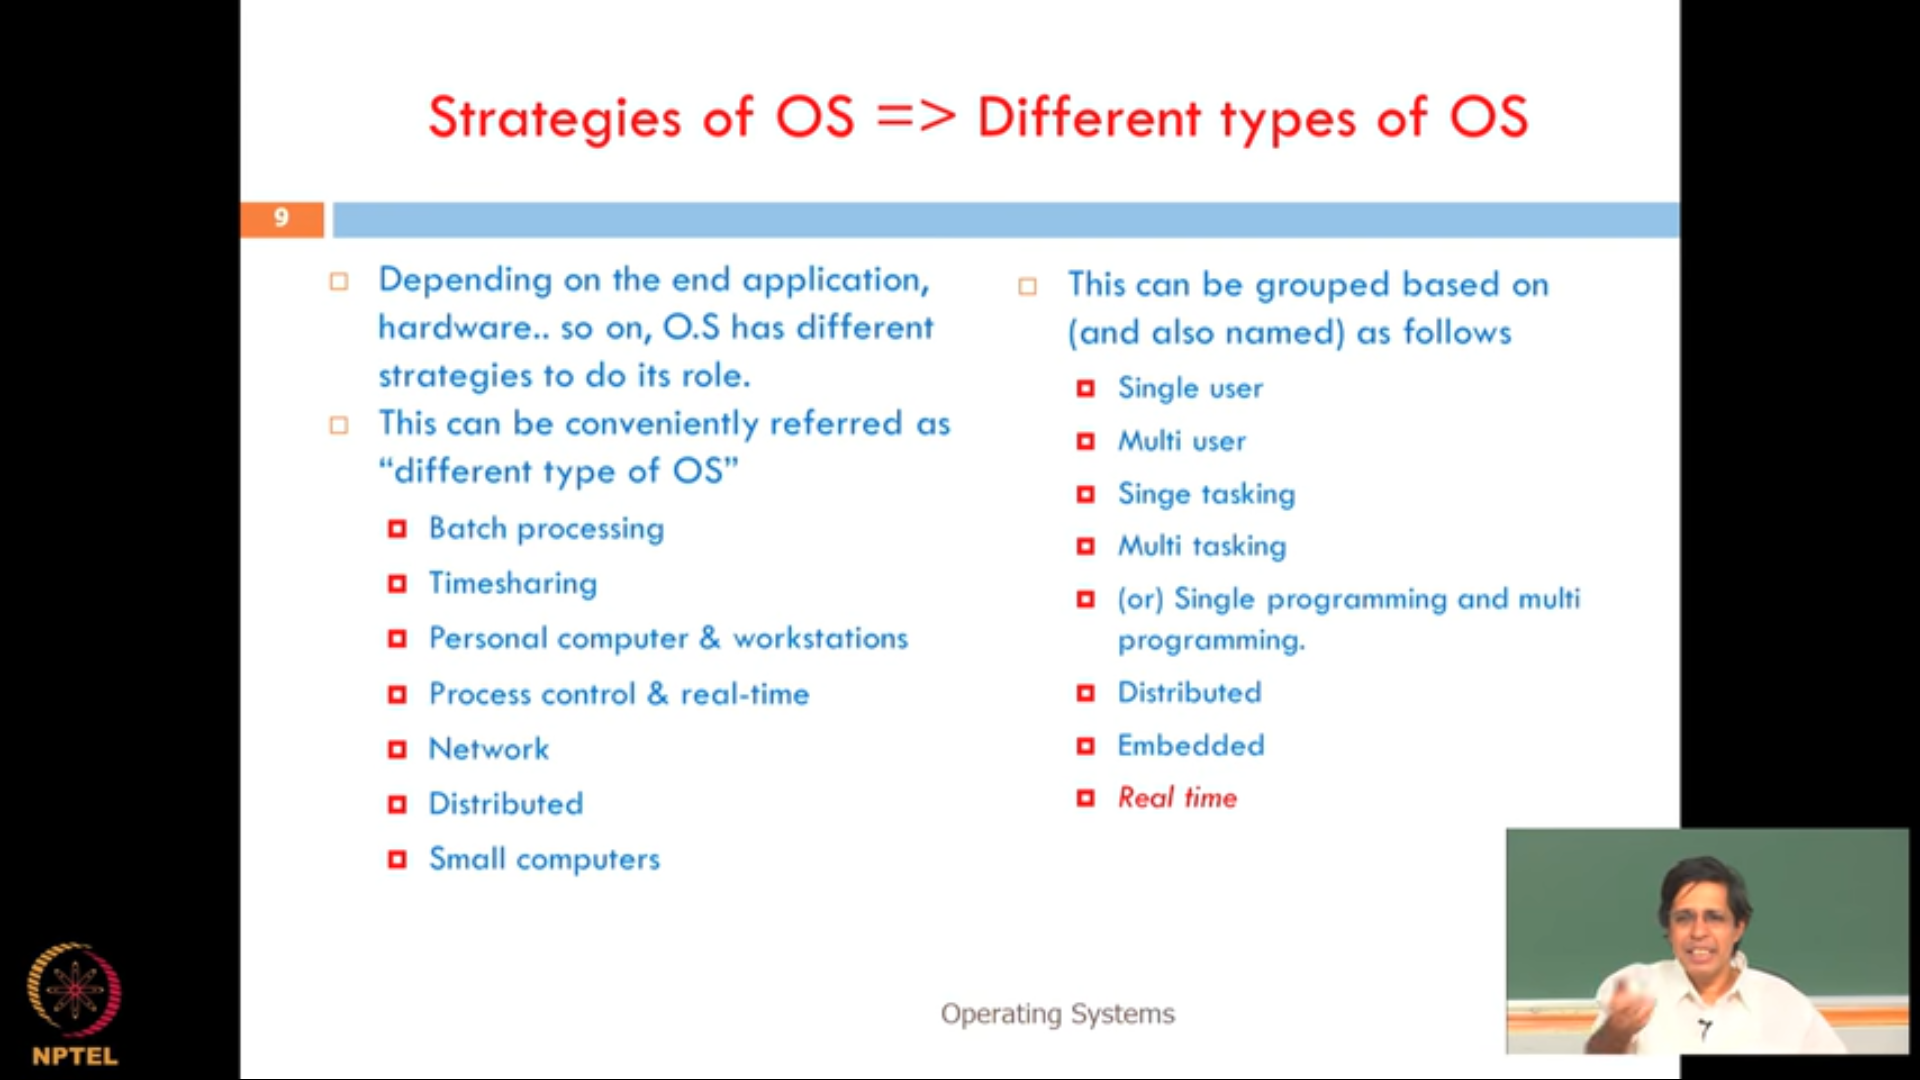 Strategies of OS => Different types of OS
9
Depending on the end application,
hardware.. so on, O.S has different
strategies to do its role.
This can be conveniently referred as
“different type of OS”
Batch processing
Timesharing
Personal computer & workstations
Process control & real-time
Network
Distributed
Small computers
This can be grouped based on
(and also named) as follows
Single user
Multi user
Singe tasking
Multi tasking
(or) Single programming and multi
programming.
Distributed
Embedded
Real time
Operating Systems
NPTEL